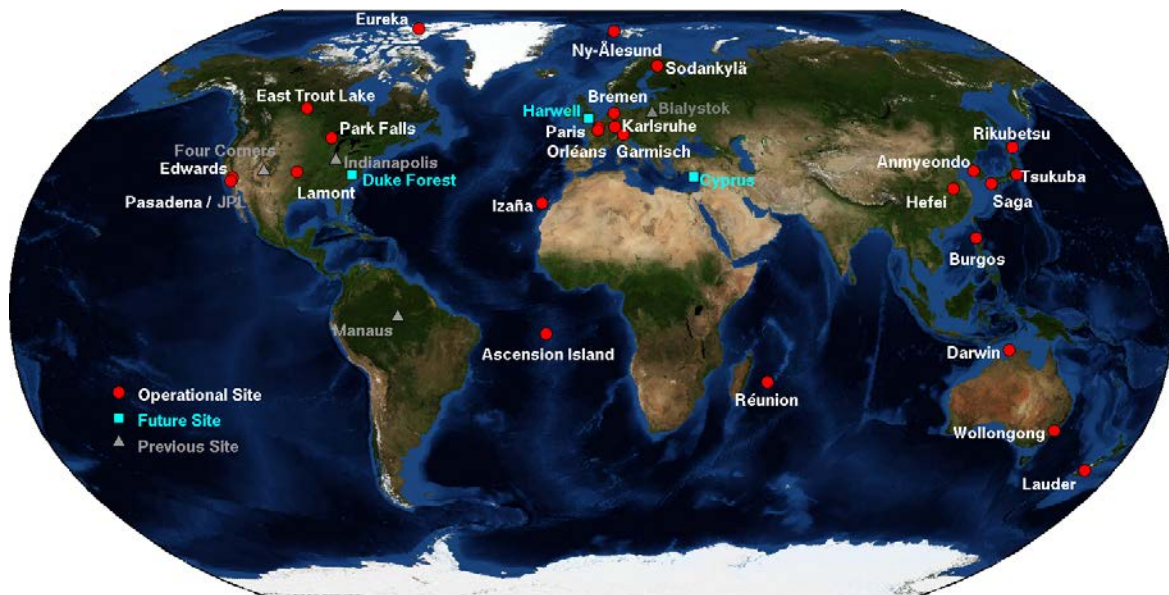 Eureka
Ny-Ålesund
Sodankylä
East Trout Lake
Bremen
Harwell
Bialystok
Park Falls
Paris
Karlsruhe
Rikubetsu
Four Corners
Indianapolis
Orléans
Garmisch
Anmyeondo
Edwards
Duke Forest
Cyprus
Tsukuba
Lamont
Pasadena / JPL
Izaña
Hefei
Saga
Burgos
Manaus
Ascension Island
Darwin
Réunion
Operational Site
Future Site
Previous Site
Wollongong
Lauder